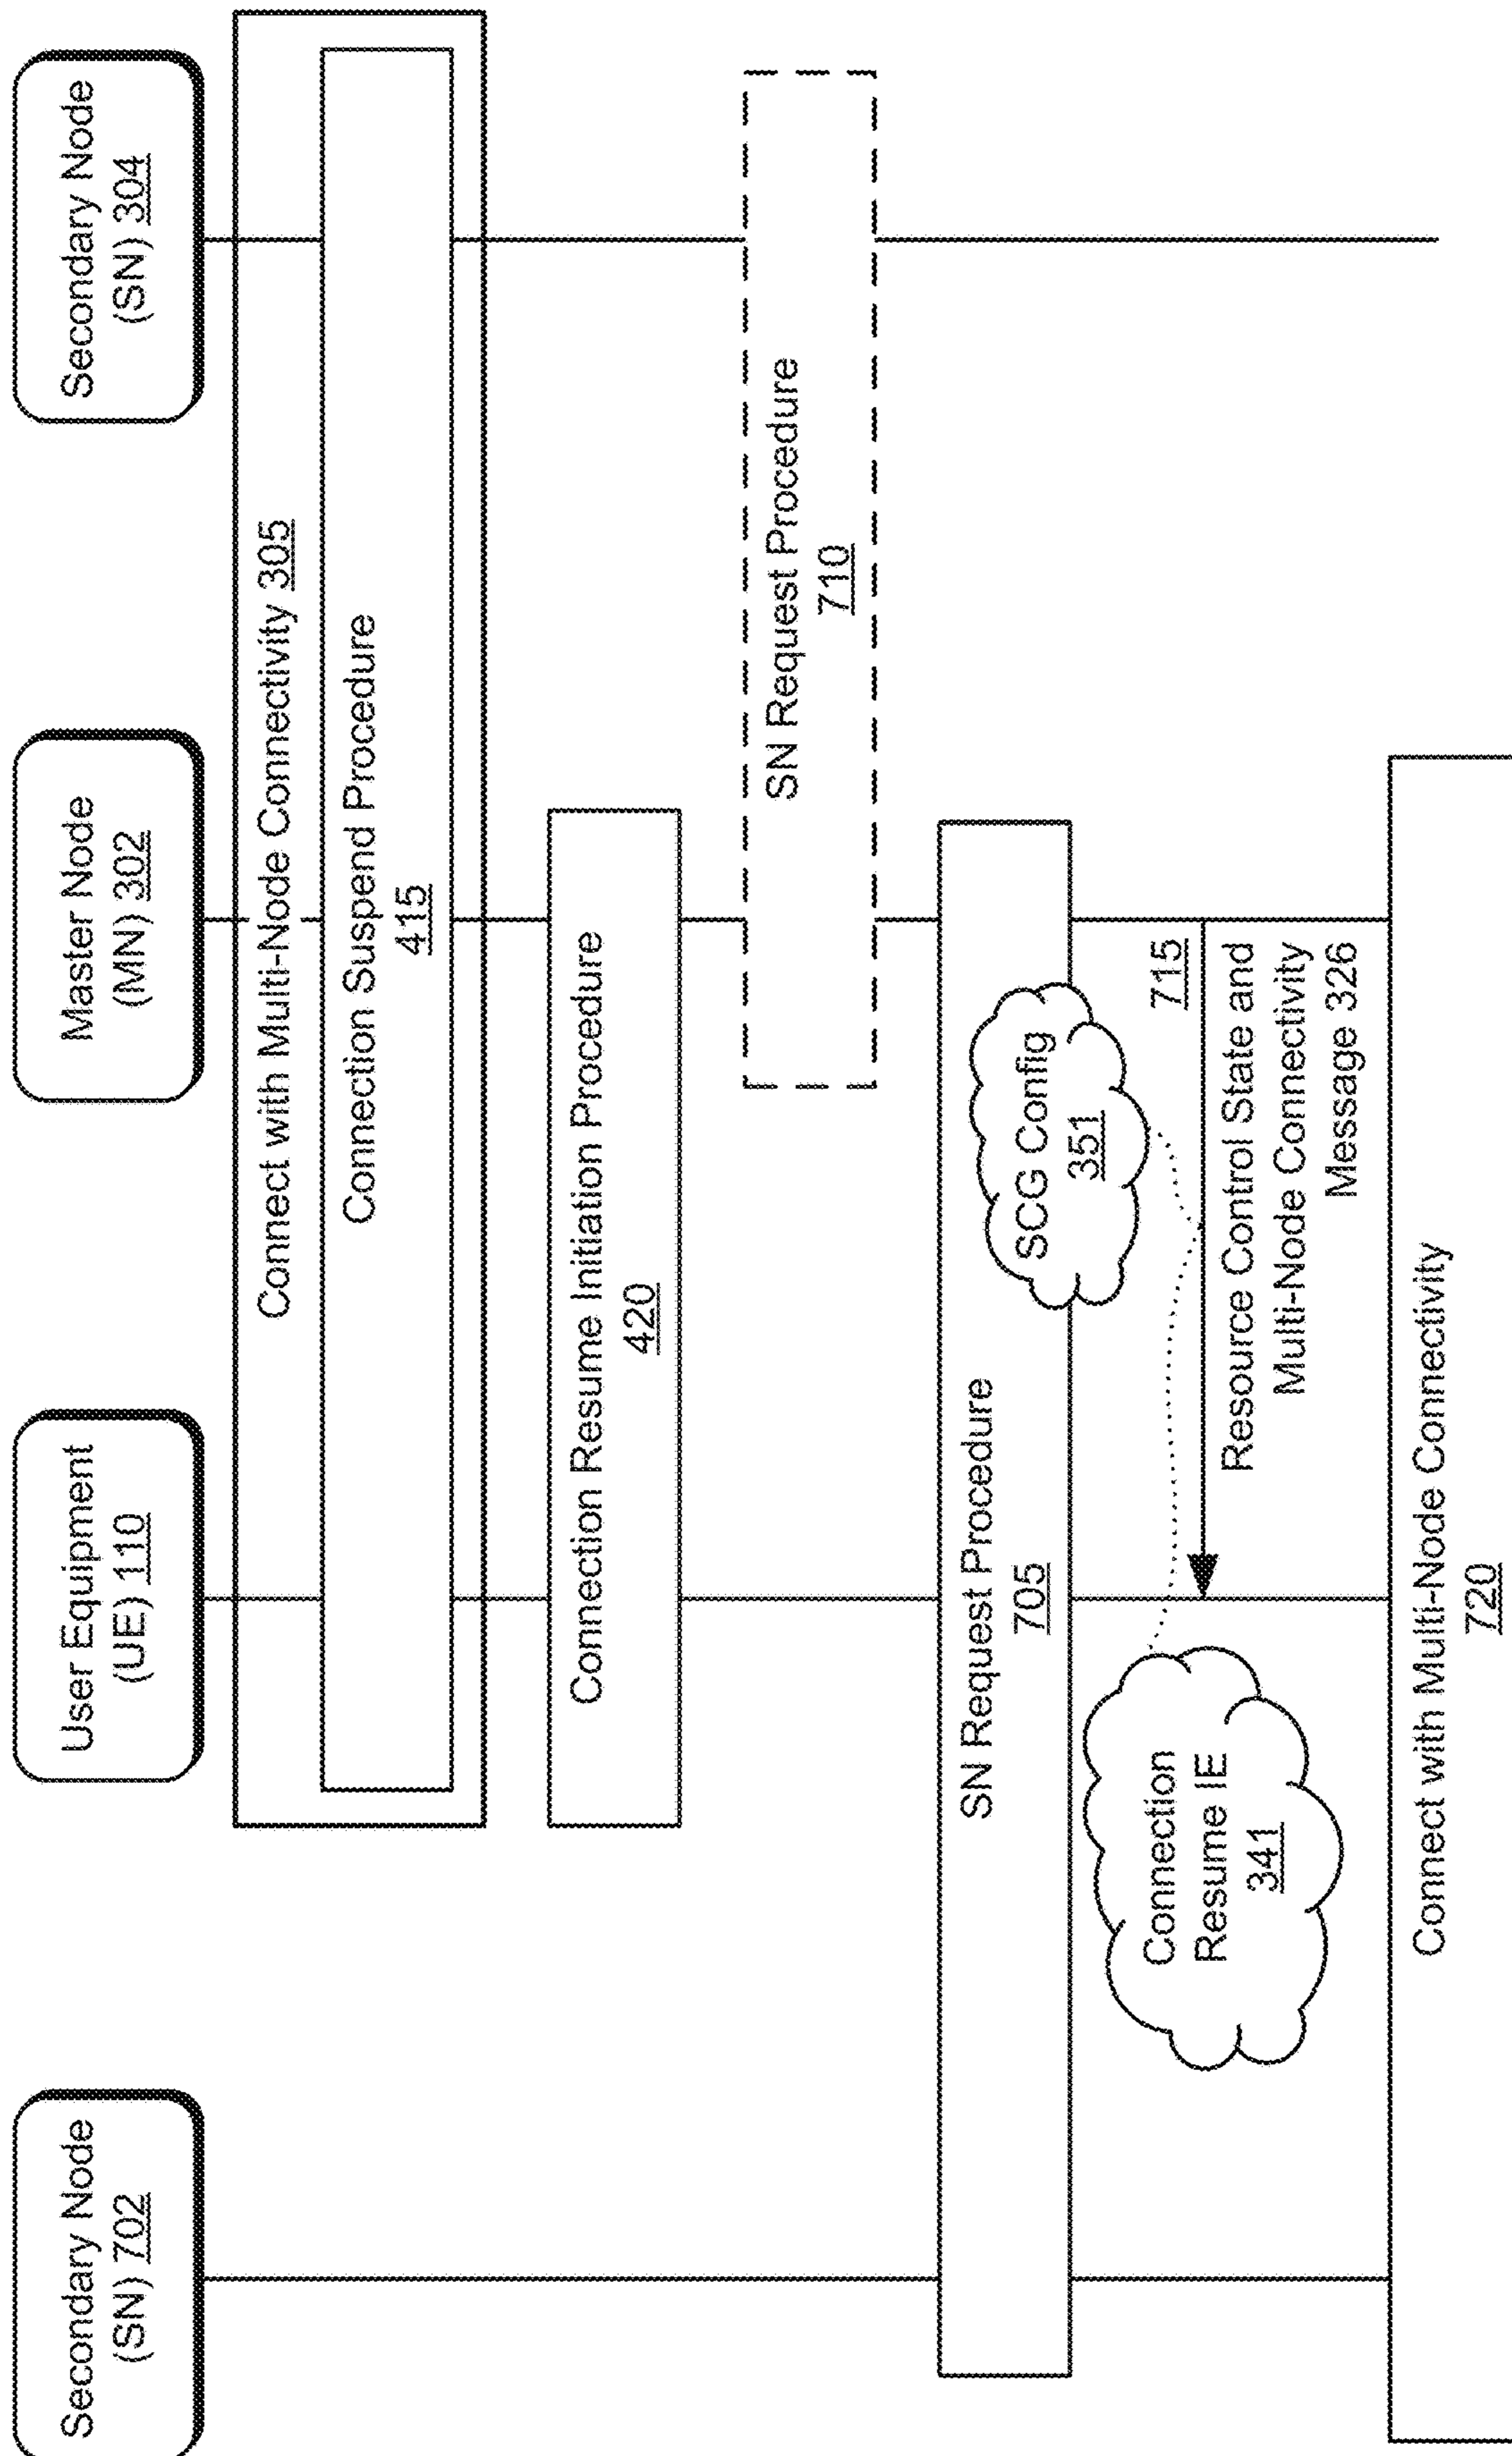 Secondary Node
(SN) 702
User Equipment
(UE) 110
Master Node
(MN) 302
Secondary Node
(SN) 304
Connect with Multi-Node Connectivity 305
Connection Suspend Procedure
415
Connection Resume Initiation Procedure
420
SN Request Procedure
710
SN Request Procedure
705
SCG Config
351
715
Resource Control State and
Multi-Node Connectivity
Message 326
Connection
Resume IE
341
Connect with Multi-Node Connectivity
720